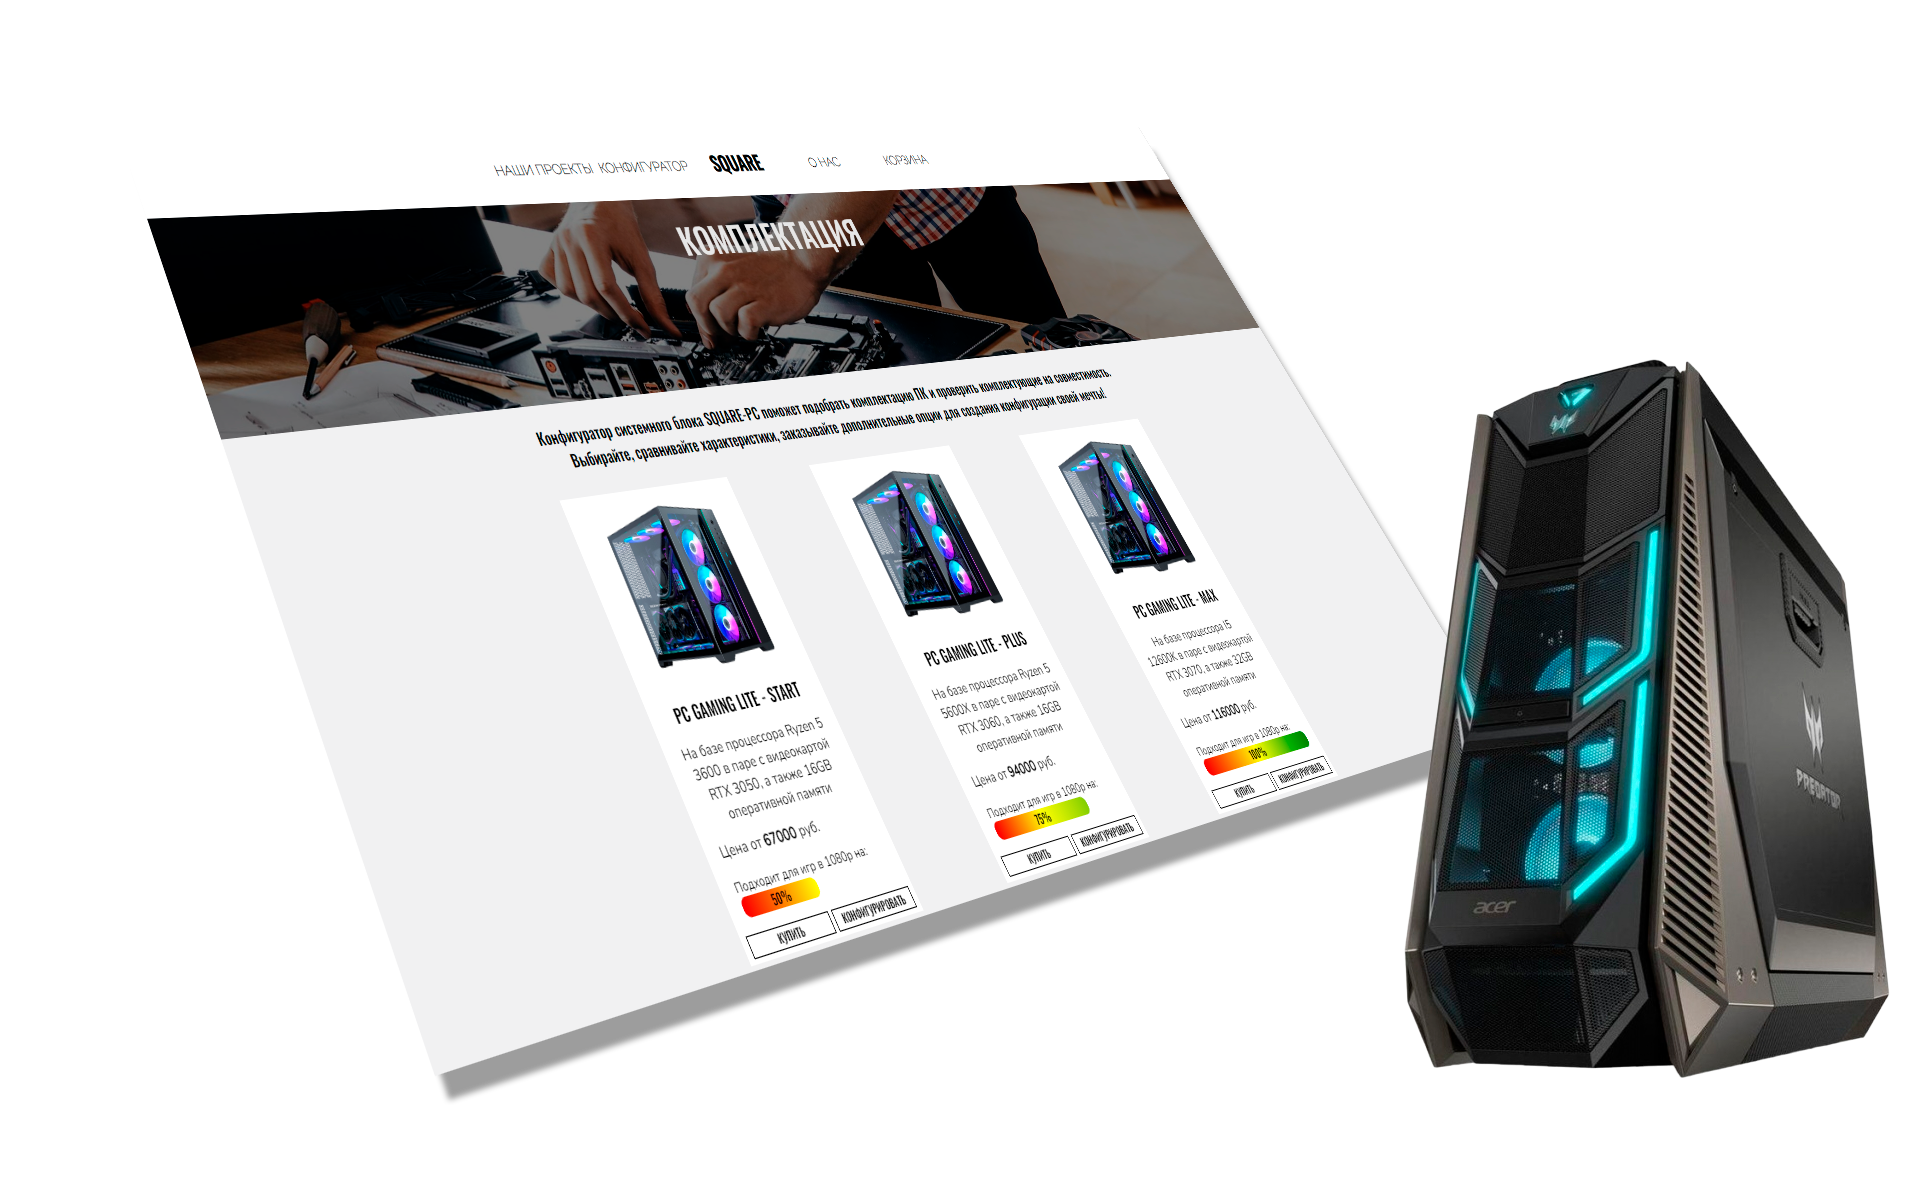 НАШИ ПРОЕКТЫ КОНФИГУРАТОР SQUARE О НАС КОРЗИНА
КОМПЛЕКТАЦИЯ
Конфигуратор системного блока SQUARE-PC поможет подобрать комплектацию ПК и проверить комплектующие на совместимость.
Выбирайте, сравнивайте характеристики, заказывайте дополнительные опции для создания конфигурации своей мечты!
PC GAMING LITE - START
На базе процессора Ryzen 5
3600 в паре с видеокартой
RTX 3050, а также 16GB
оперативной памяти
Цена от 67000 руб.
Подходит для игр в 1080p на:
50%
КУПИТЬ
КОНФИГУРИРОВАТЬ
PC GAMING LITE - PLUS
На базе процессора Ryzen 5
5600X в паре с видеокартой
RTX 3060, а также 16GB
оперативной памяти
Цена от 94000 руб.
Подходит для игр в 1080p на:
75%
КУПИТЬ
КОНФИГУРИРОВАТЬ
PC GAMING LITE - MAX
На базе процессора I5
12600K в паре с видеокартой
RTX 3070, а также 32GB
оперативной памяти
Цена от 116000 руб.
Подходит для игр в 1080p на:
100%
КУПИТЬ
КОНФИГУРИРОВАТЬ
PREDATOR
acer